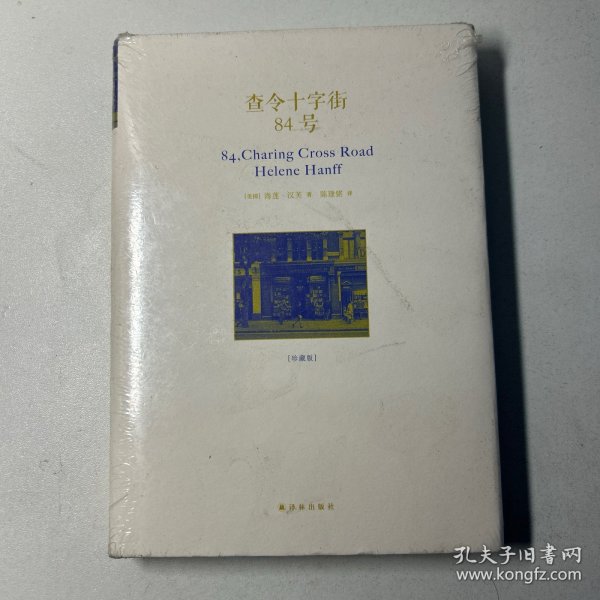 查令十字街
84号
84,Charing Cross Road
Helene Hanff
[美国] 海莲·汉芙 著 陈建铭 译
[珍藏版]
译林出版社
孔夫子旧书网
www.kongfz.com